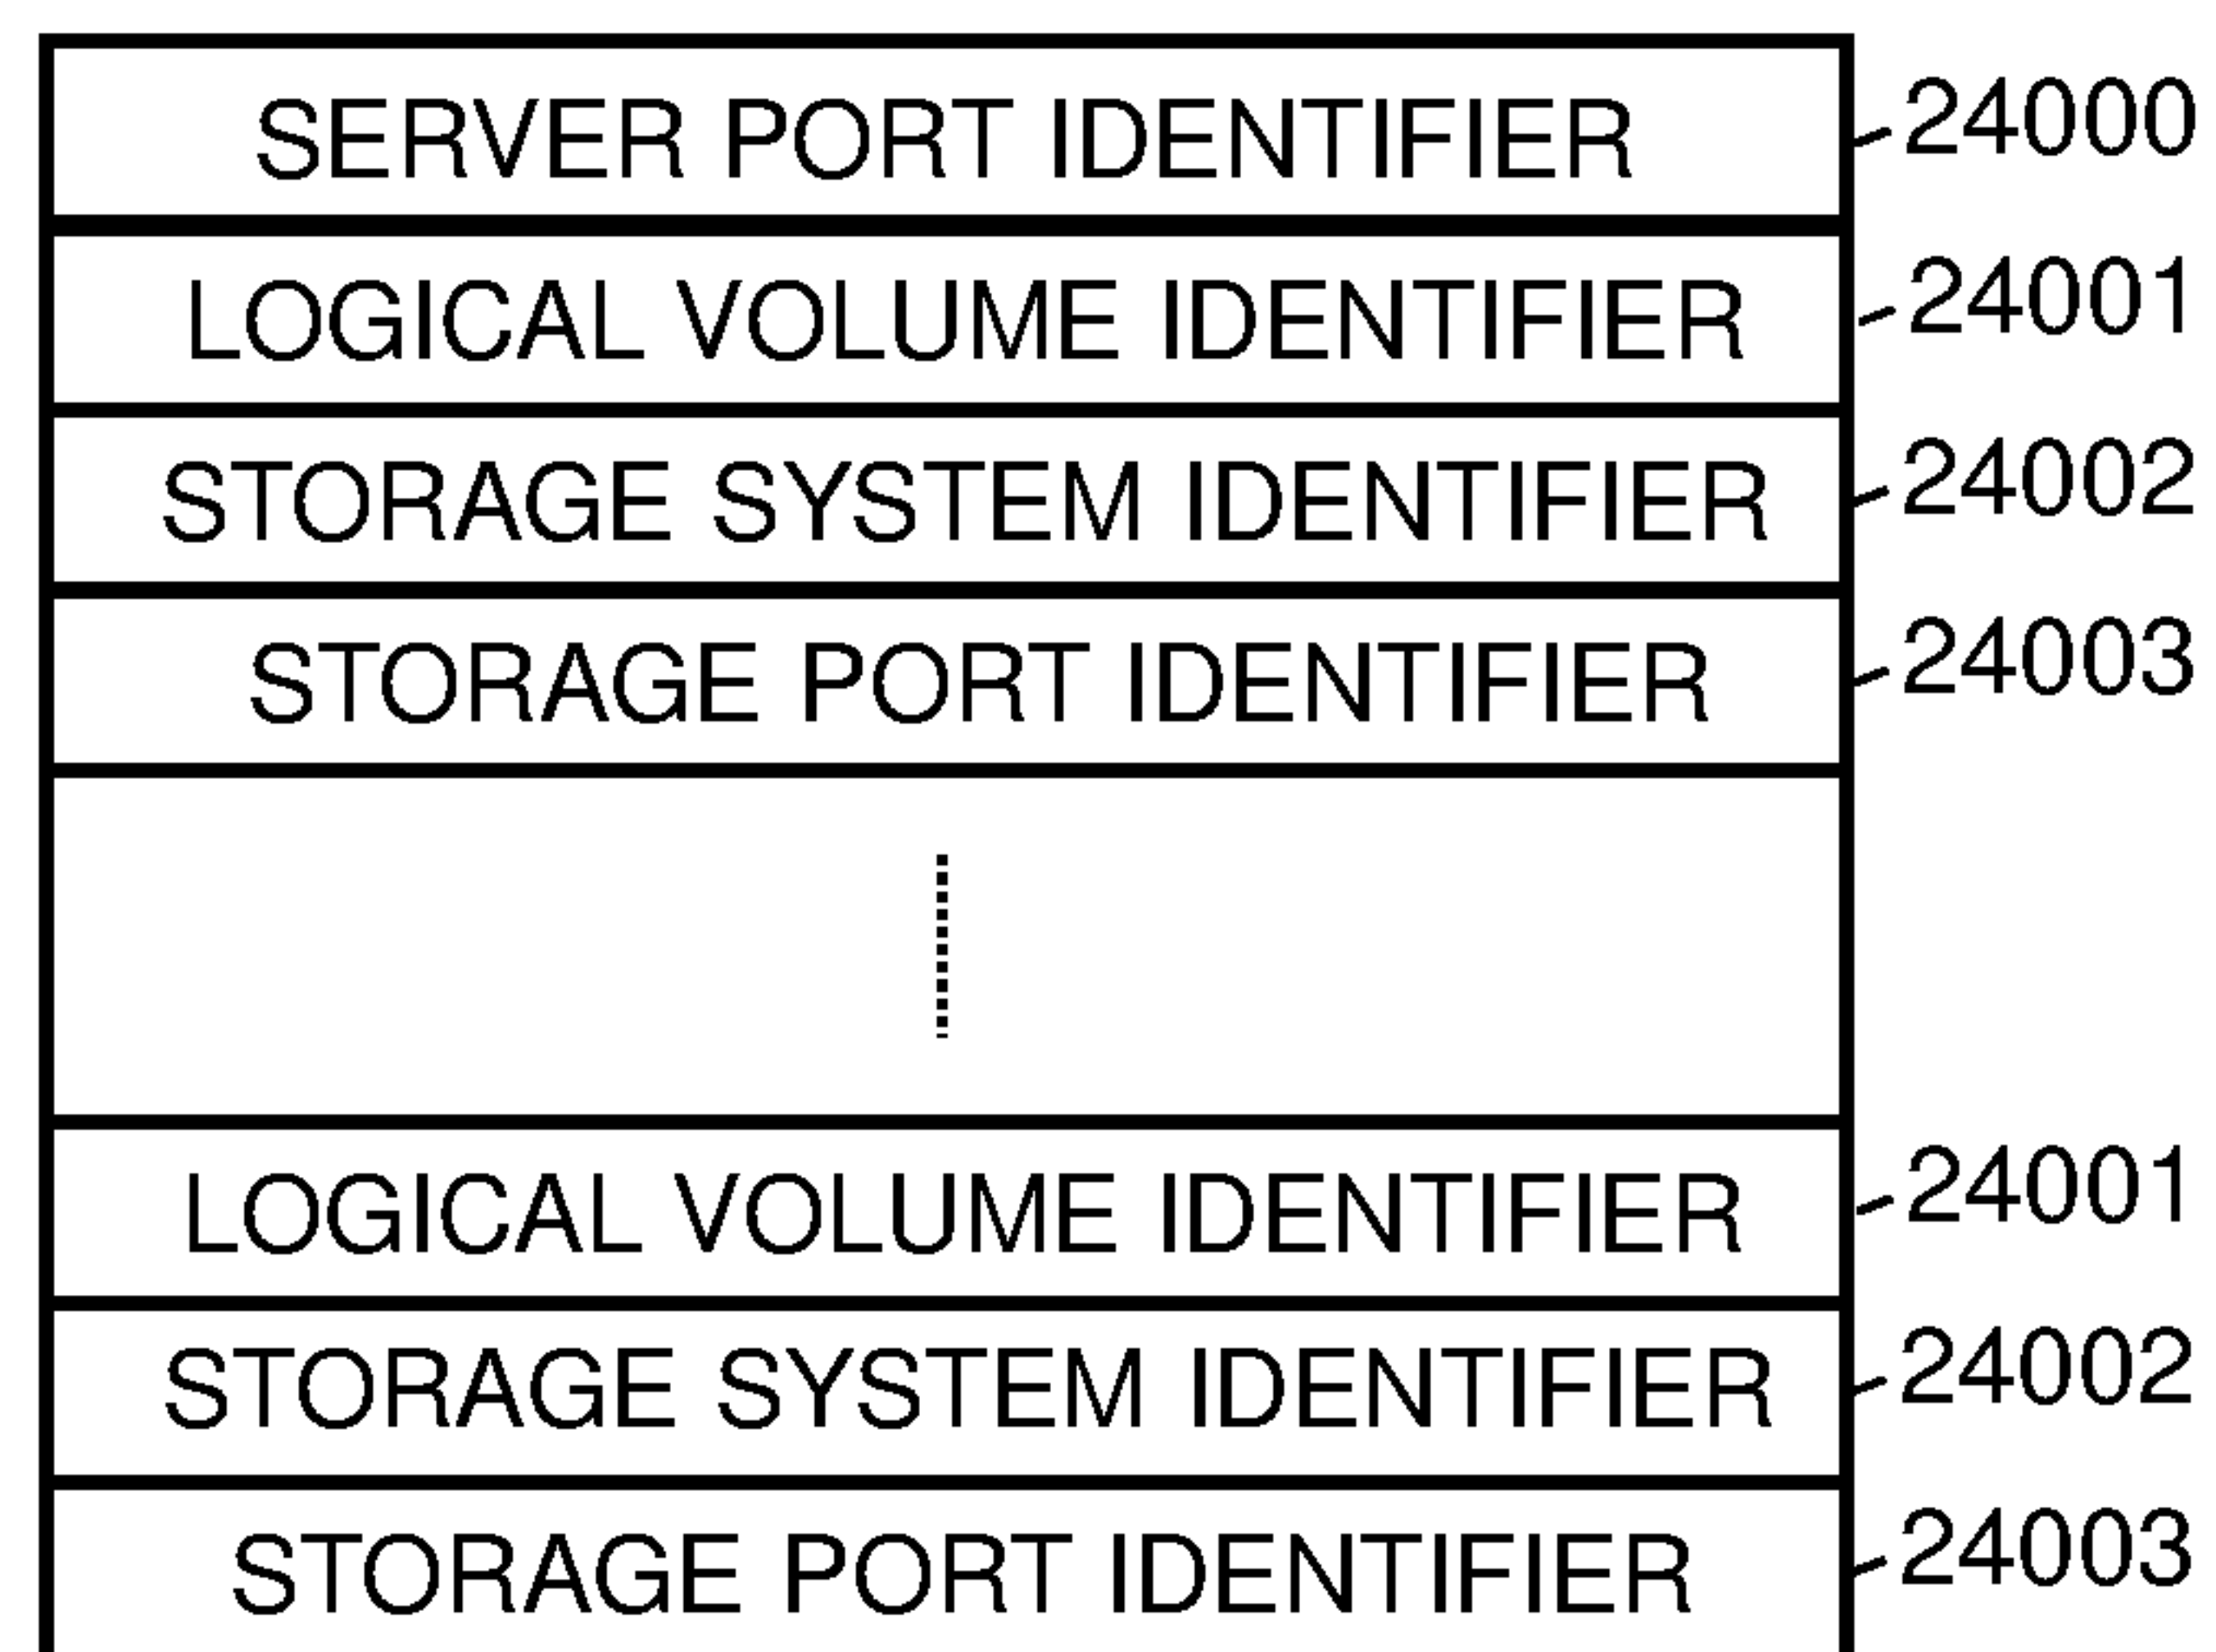 SERVER PORT IDENTIFIER 24000
LOGICAL VOLUME IDENTIFIER 24001
STORAGE SYSTEM IDENTIFIER 24002
STORAGE PORT IDENTIFIER 24003
LOGICAL VOLUME IDENTIFIER 24001
STORAGE SYSTEM IDENTIFIER 24002
STORAGE PORT IDENTIFIER 24003